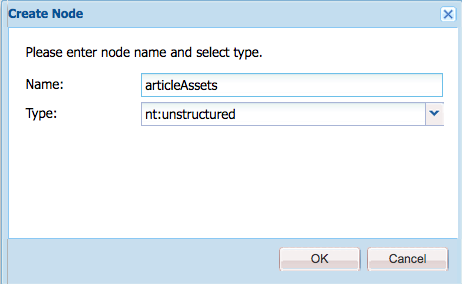 Create Node
Please enter node name and select type.
Name: articleAssets
Type: nt:unstructured
OK Cancel